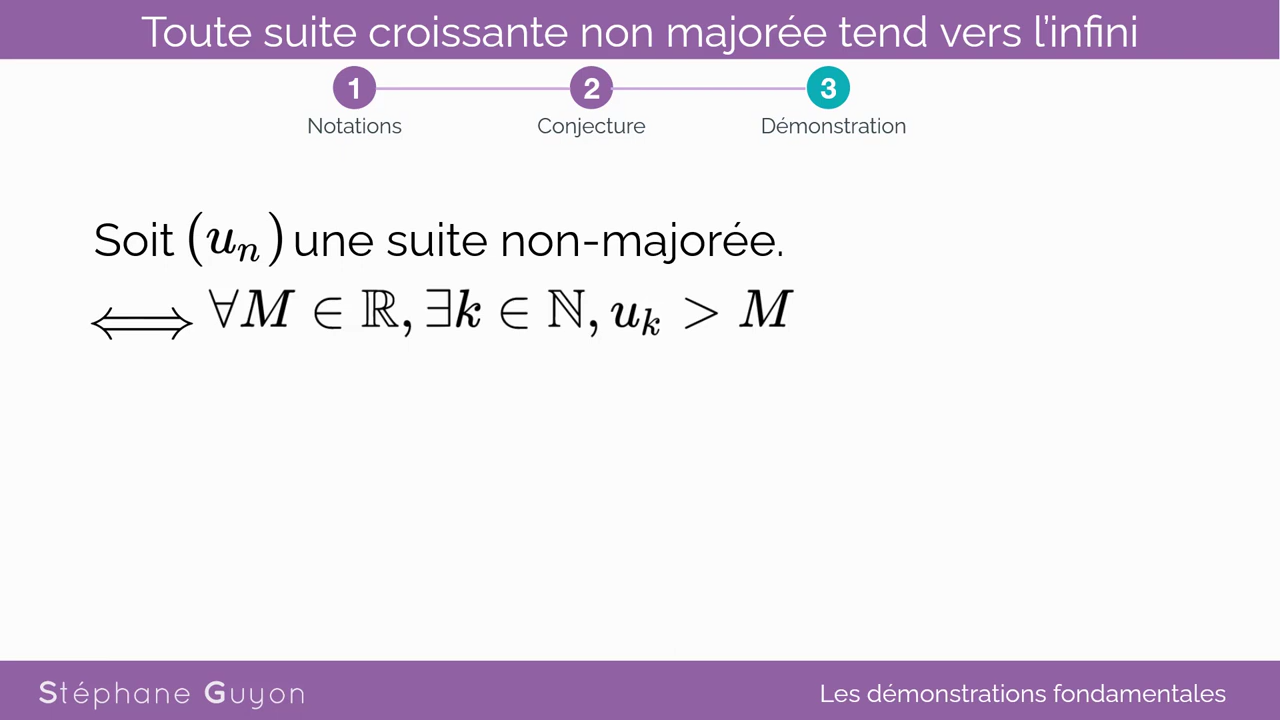 Toute suite croissante non majorée tend vers l'infini
1 2 3
Notations Conjecture Démonstration
Soit (uₙ) une suite non-majorée.
⟺ ∀M ∈ ℝ, ∃k ∈ ℕ, uₖ > M
Stéphane Guyon Les démonstrations fondamentales